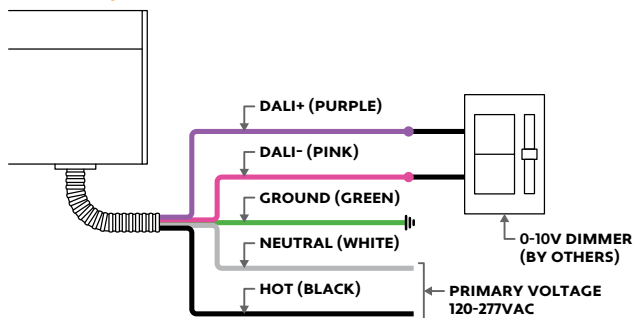 DALI+ (PURPLE)
DALI- (PINK)
GROUND (GREEN)
NEUTRAL (WHITE)
HOT (BLACK)
0-10V DIMMER
(BY OTHERS)
PRIMARY VOLTAGE
120-277VAC